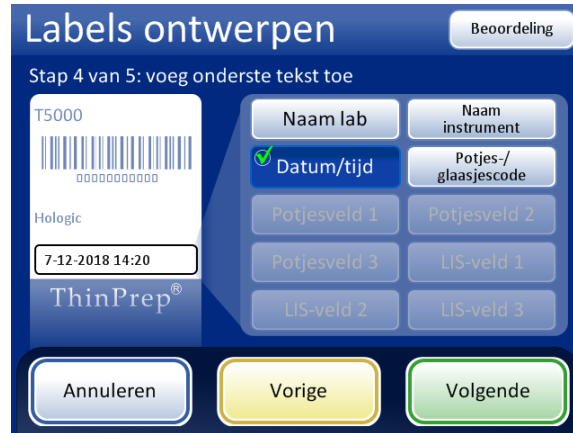 Labels ontwerpen
Beoordeling
Stap 4 van 5: voeg onderste tekst toe
T5000
00000000000
Hologic
7-12-2018 14:20
ThinPrep®
Naam lab
Naam
instrument
Datum/tijd
Potjes-/
glaasjescode
Potjesveld 1
Potjesveld 2
Potjesveld 3
LIS-veld 1
LIS-veld 2
LIS-veld 3
Annuleren
Vorige
Volgende